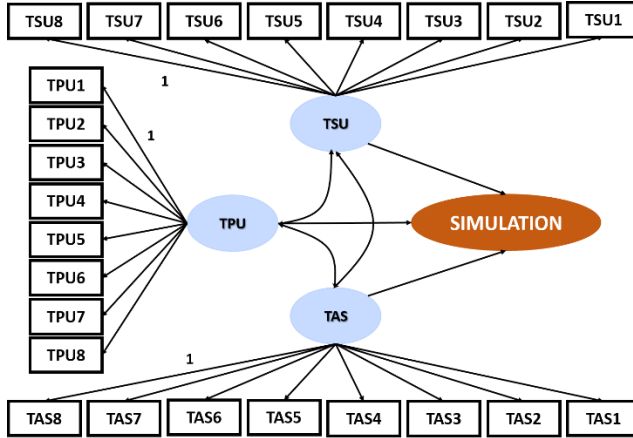 TSU8 TSU7 TSU6 TSU5 TSU4 TSU3 TSU2 TSU1
1
TPU1
TPU2
1
TPU3
TPU4
TPU5
TPU6
TPU7
TPU8
TSU
TPU
SIMULATION
TAS
1
TAS8 TAS7 TAS6 TAS5 TAS4 TAS3 TAS2 TAS1